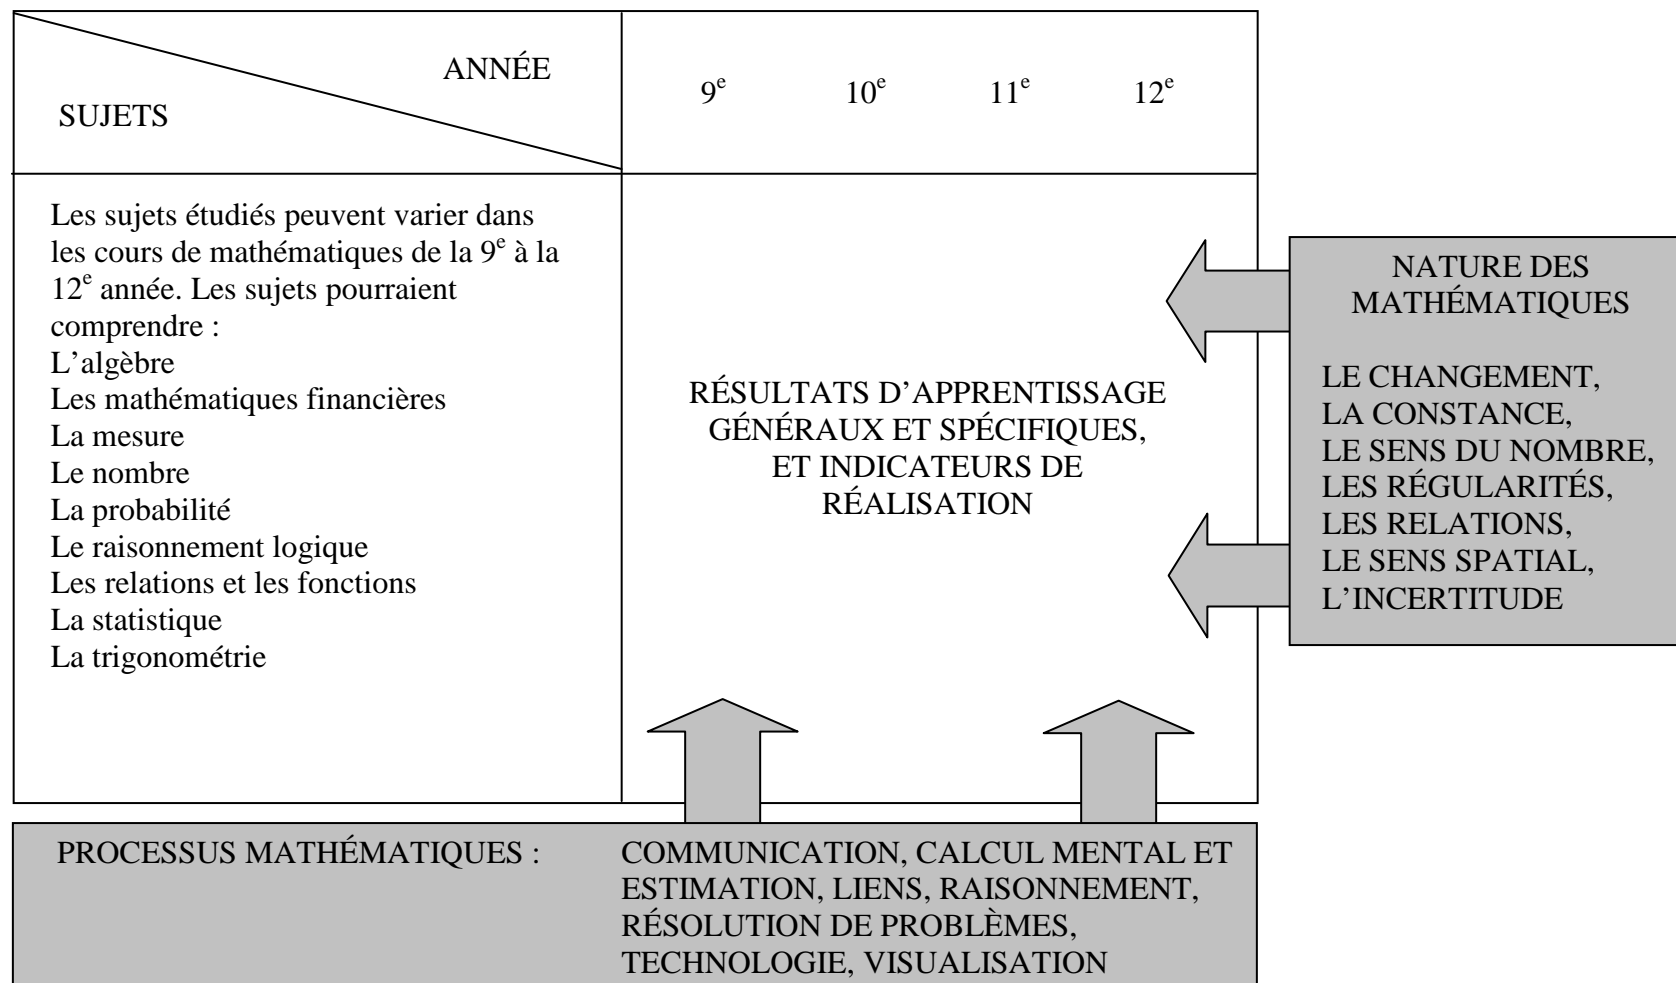 ANNÉE
SUJETS
9e 10e 11e 12e
Les sujets étudiés peuvent varier dans
les cours de mathématiques de la 9e à la
12e année. Les sujets pourraient
comprendre :
L’algèbre
Les mathématiques financières
La mesure
Le nombre
La probabilité
Le raisonnement logique
Les relations et les fonctions
La statistique
La trigonométrie
RÉSULTATS D’APPRENTISSAGE
GÉNÉRAUX ET SPÉCIFIQUES,
ET INDICATEURS DE
RÉALISATION
NATURE DES
MATHÉMATIQUES
LE CHANGEMENT,
LA CONSTANCE,
LE SENS DU NOMBRE,
LES RÉGULARITÉS,
LES RELATIONS,
LE SENS SPATIAL,
L’INCERTITUDE
PROCESSUS MATHÉMATIQUES : COMMUNICATION, CALCUL MENTAL ET
ESTIMATION, LIENS, RAISONNEMENT,
RÉSOLUTION DE PROBLÈMES,
TECHNOLOGIE, VISUALISATION